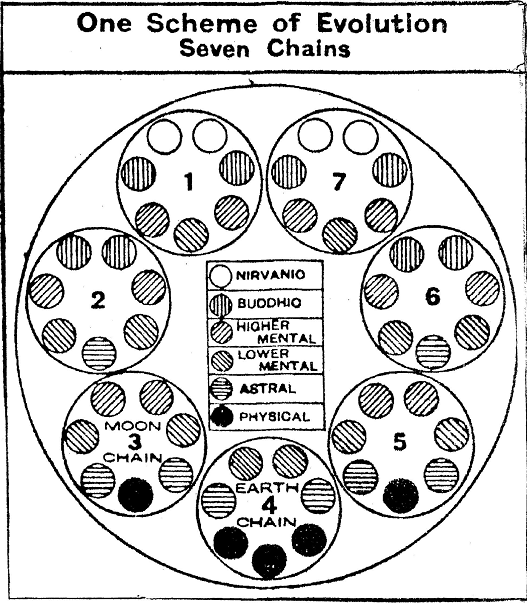 One Scheme of Evolution
Seven Chains
1
7
2
6
NIRVANIC
BUDDHIC
HIGHER
MENTAL
LOWER
MENTAL
ASTRAL
PHYSICAL
MOON
3
CHAIN
5
EARTH
4
CHAIN